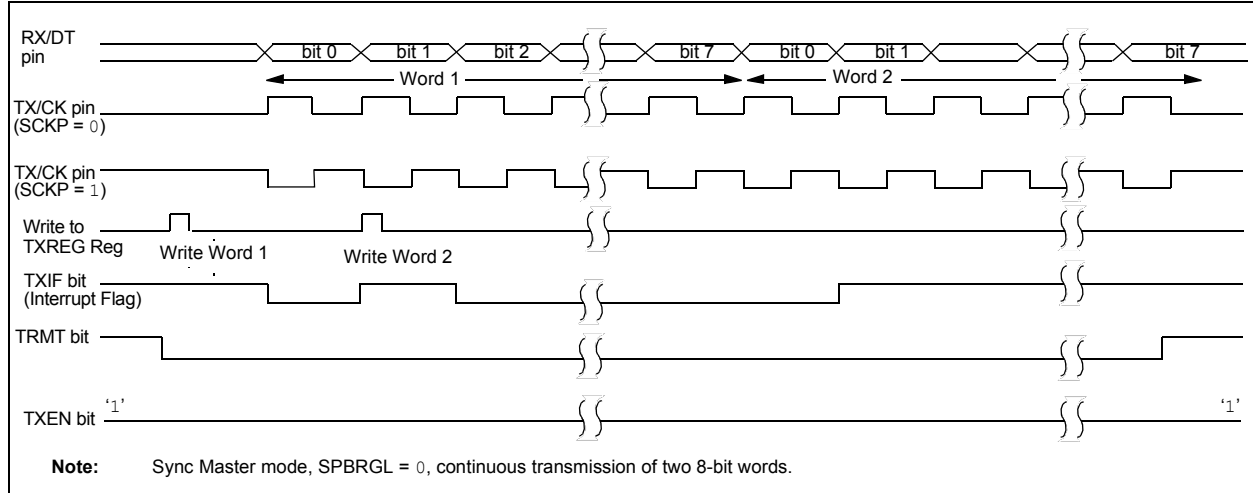 RX/DT
pin
bit 0 bit 1 bit 2 bit 7 bit 0 bit 1 bit 7
Word 1 Word 2
TX/CK pin
(SCKP = 0)
TX/CK pin
(SCKP = 1)
Write to
TXREG Reg
Write Word 1 Write Word 2
TXIF bit
(Interrupt Flag)
TRMT bit
‘1’ ‘1’
TXEN bit
Note: Sync Master mode, SPBRGL = 0, continuous transmission of two 8-bit words.